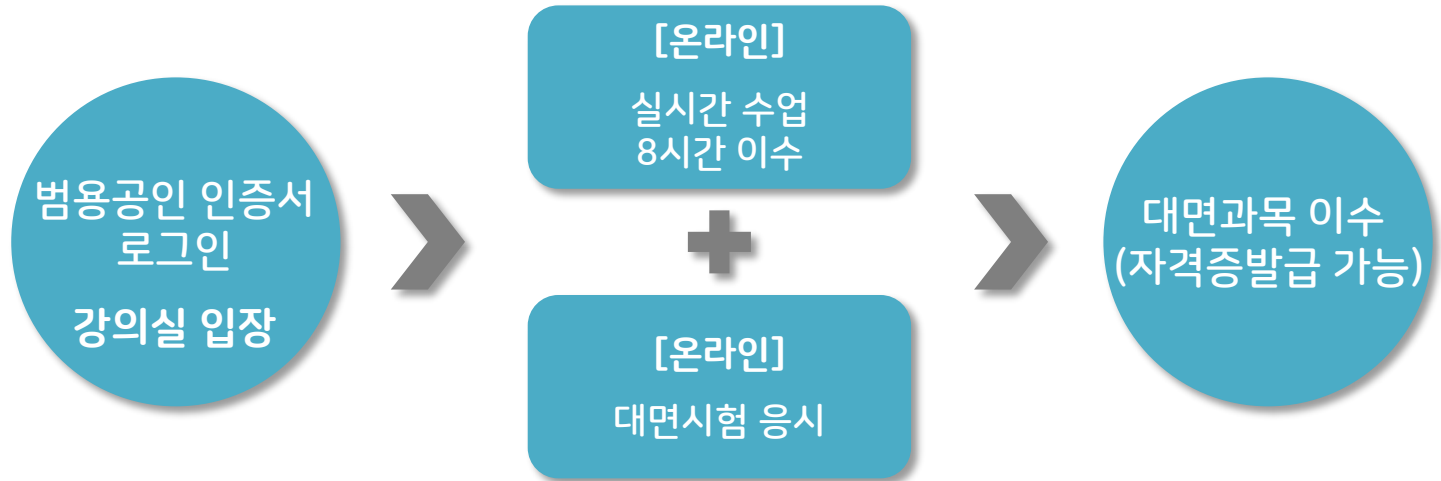 범용공인 인증서
로그인
강의실 입장
[온라인]
실시간 수업
8시간 이수
[온라인]
대면시험 응시
대면과목 이수
(자격증발급 가능)